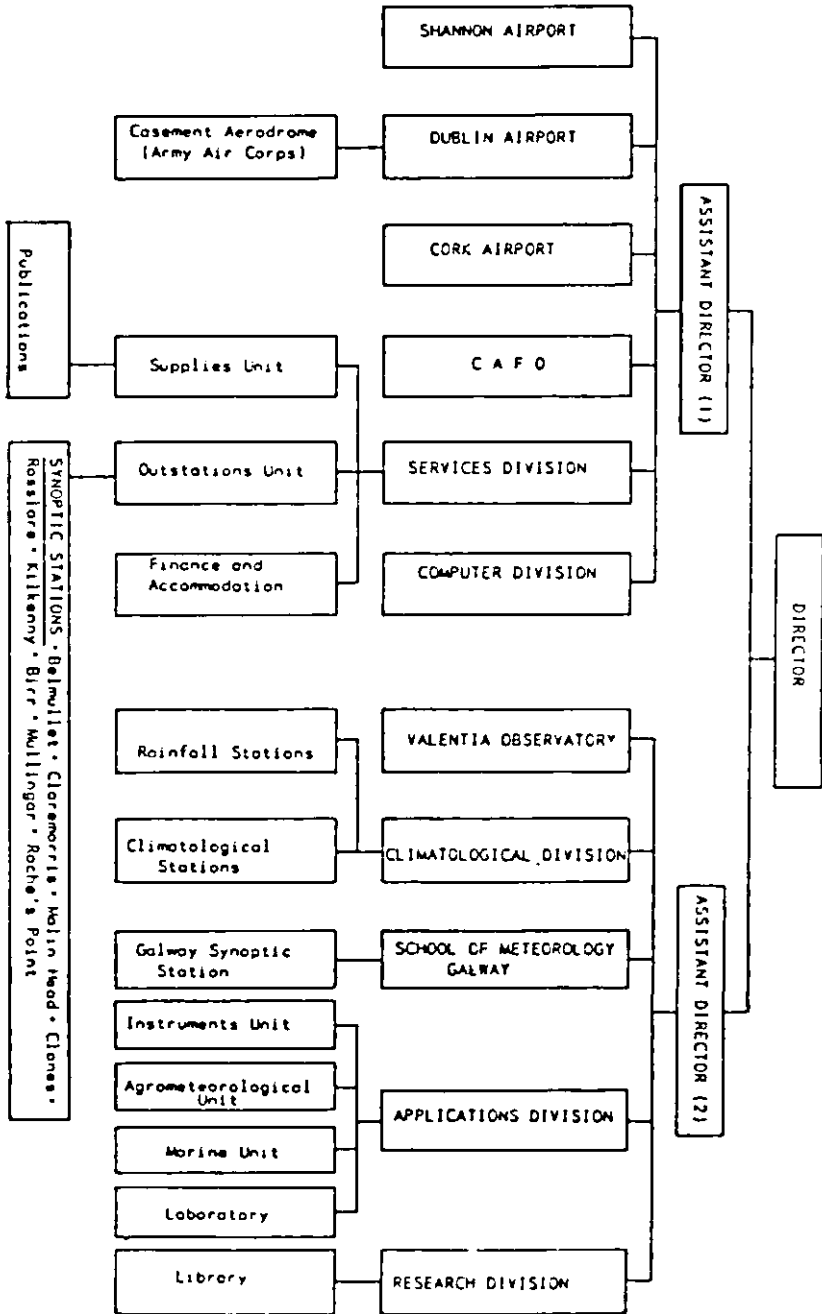 DIRECTOR
ASSISTANT DIRECTOR (1)
ASSISTANT DIRECTOR (2)
SHANNON AIRPORT
DUBLIN AIRPORT
Casement Aerodrome
(Army Air Corps)
CORK AIRPORT
C A F O
SERVICES DIVISION
Supplies Unit
Publications
Outstations Unit
SYNOPTIC STATIONS • Belmullet • Claremorris • Malin Head • Clones •
Rosslare • Kilkenny • Birr • Mullingar • Roche's Point
Finance and
Accommodation
COMPUTER DIVISION
VALENTIA OBSERVATORY
CLIMATOLOGICAL DIVISION
Rainfall Stations
Climatological
Stations
SCHOOL OF METEOROLOGY
GALWAY
Galway Synoptic
Station
APPLICATIONS DIVISION
Instruments Unit
Agrometeorological
Unit
Marine Unit
Laboratory
RESEARCH DIVISION
Library